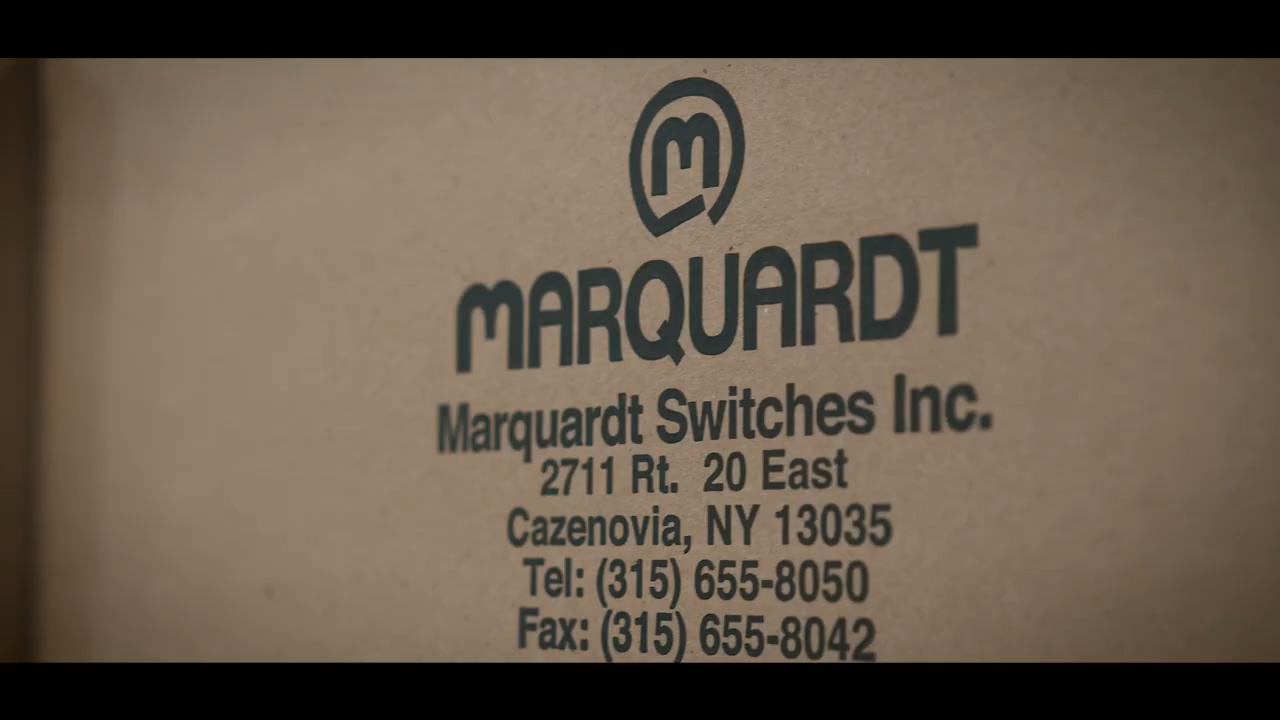 m
MARQUARDT
Marquardt Switches Inc.
2711 Rt. 20 East
Cazenovia, NY 13035
Tel: (315) 655-8050
Fax: (315) 655-8042